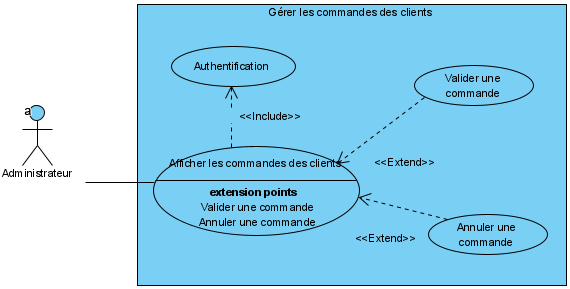 Gérer les commandes des clients
Authentification
Valider une
commande
a
<<Include>>
Administrateur
Afficher les commandes des clients
<<Extend>>
extension points
Valider une commande
Annuler une commande
<<Extend>>
Annuler une
commande